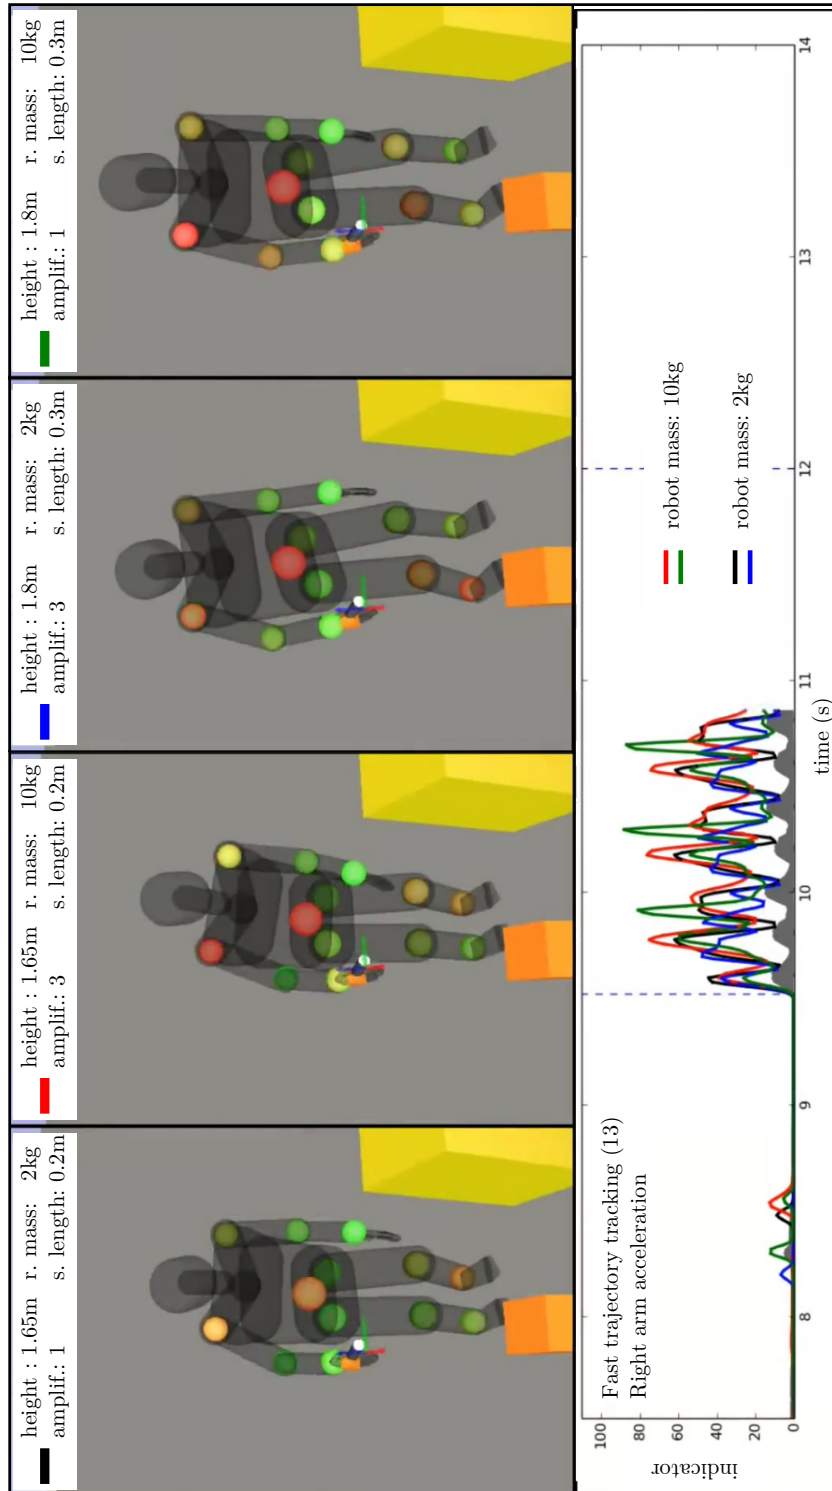 height : 1.65m r. mass: 2kg
amplif.: 1 s. length: 0.2m
height : 1.65m r. mass: 10kg
amplif.: 3 s. length: 0.2m
height : 1.8m r. mass: 2kg
amplif.: 3 s. length: 0.3m
height : 1.8m r. mass: 10kg
amplif.: 1 s. length: 0.3m
Fast trajectory tracking (13)
Right arm acceleration
robot mass: 10kg
robot mass: 2kg
indicator
100
80
60
40
20
0
8 9 10 11 12 13 14
time (s)